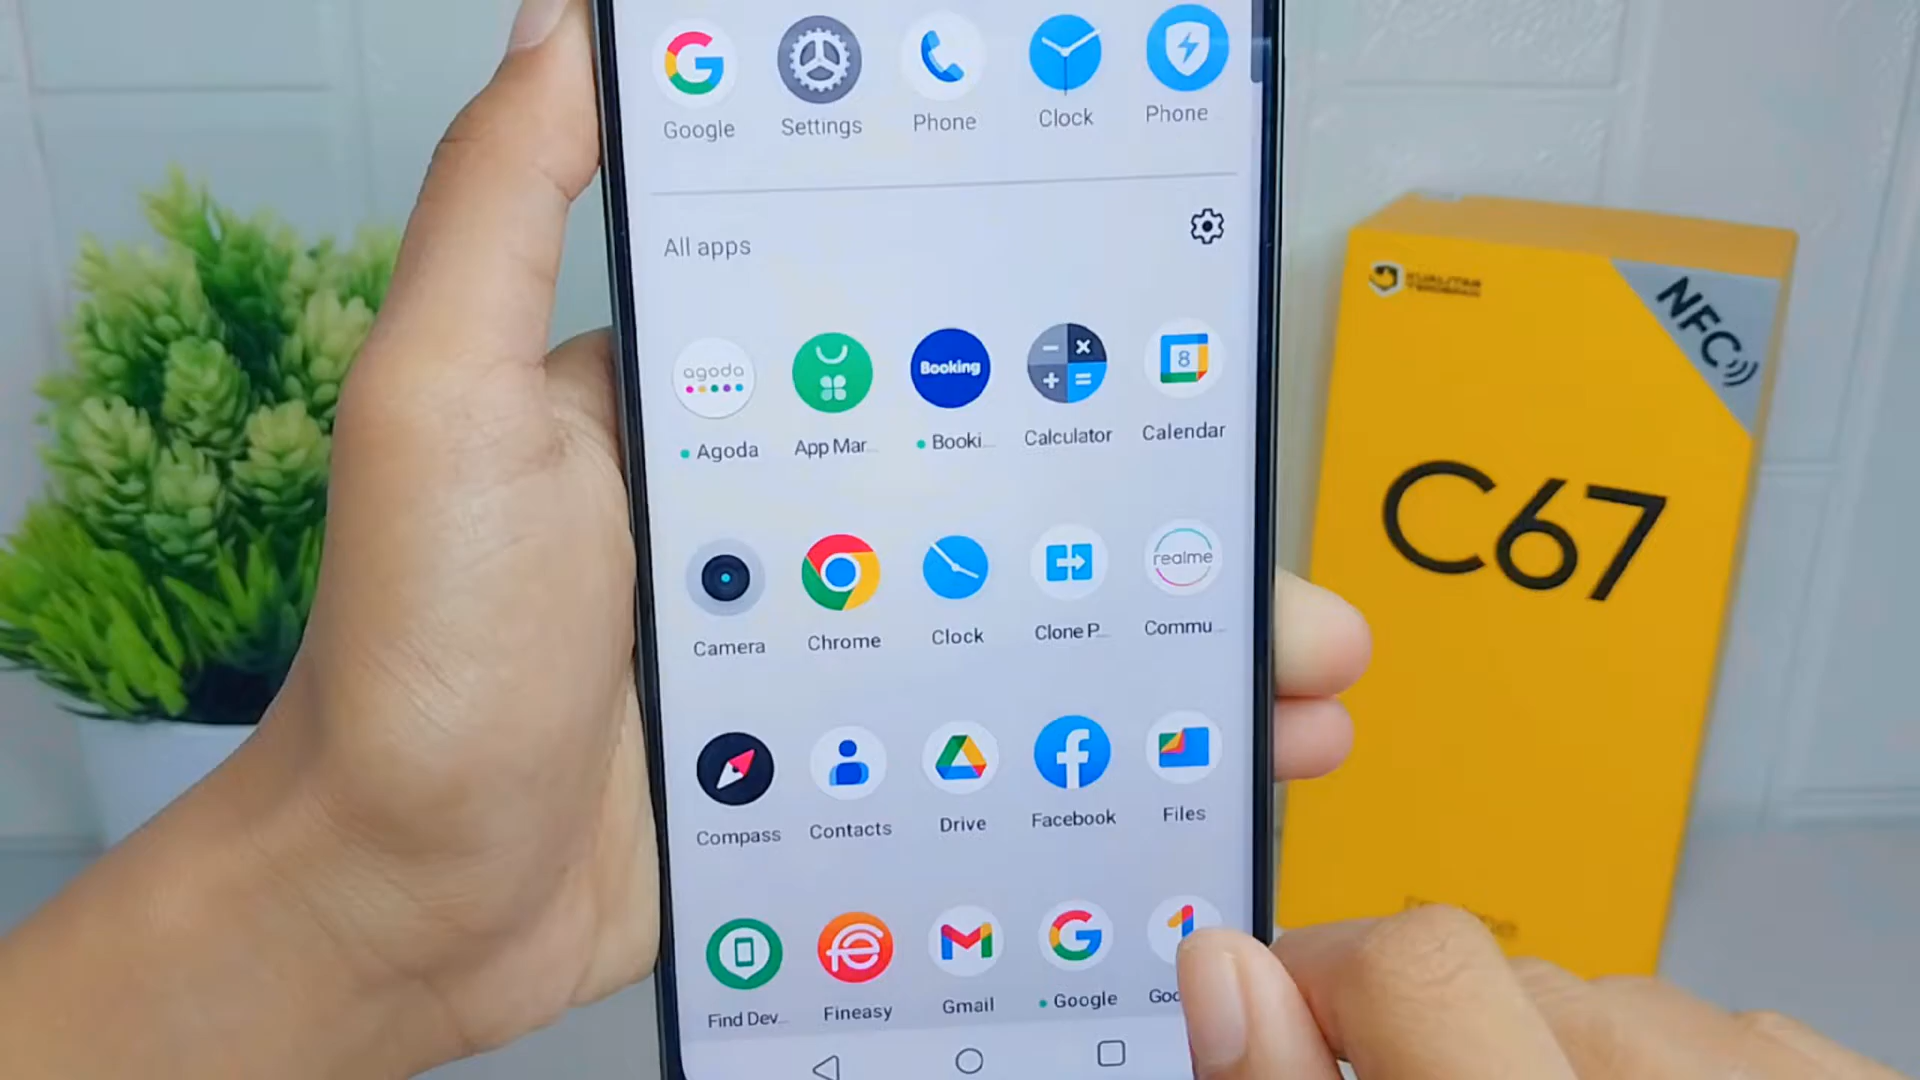 Google Settings Phone Clock Phone
All apps
agoda Booking 8
Agoda App Mar... Booki... Calculator Calendar
realme
Camera Chrome Clock Clone P... Commu...
Compass Contacts Drive Facebook Files
Find Dev... Fineasy Gmail Google
NFC
C67
realme